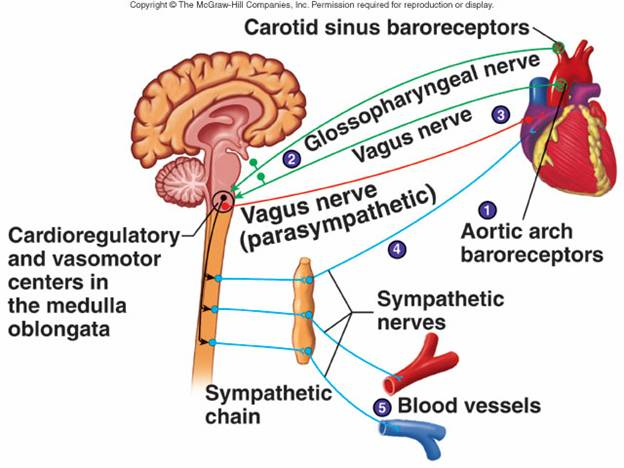 Copyright © The McGraw-Hill Companies, Inc. Permission required for reproduction or display.
Carotid sinus baroreceptors
Glossopharyngeal nerve
3
2
Vagus nerve
Vagus nerve
(parasympathetic)
1
Aortic arch
baroreceptors
4
Cardioregulatory
and vasomotor
centers in
the medulla
oblongata
Sympathetic
nerves
Sympathetic
chain
5 Blood vessels